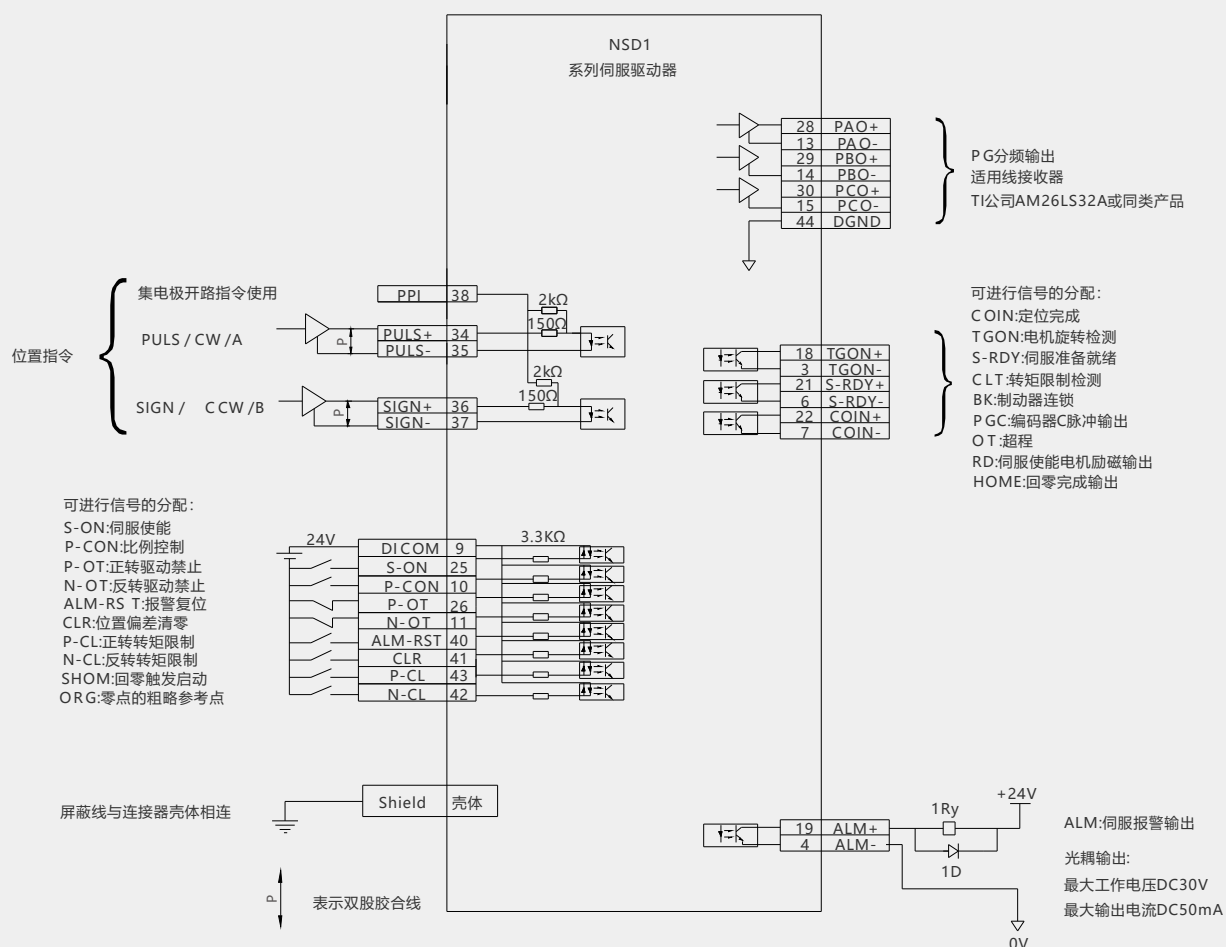 NSD1
系列伺服驱动器
28 PAO+
13 PAO-
29 PBO+
14 PBO-
30 PCO+
15 PCO-
44 DGND
PG分频输出
适用线接收器
TI公司AM26LS32A或同类产品
位置指令
集电极开路指令使用
PULS / CW /A
SIGN / CCW /B
P
P
PPI 38
PULS+ 34
PULS- 35
SIGN+ 36
SIGN- 37
2kΩ
150Ω
2kΩ
150Ω
18 TGON+
3 TGON-
21 S-RDY+
6 S-RDY-
22 COIN+
7 COIN-
可进行信号的分配：
COIN:定位完成
TGON:电机旋转检测
S-RDY:伺服准备就绪
CLT:转矩限制检测
BK:制动器连锁
PGC:编码器C脉冲输出
OT:超程
RD:伺服使能电机励磁输出
HOME:回零完成输出
可进行信号的分配：
S-ON:伺服使能
P-CON:比例控制
P-OT:正转驱动禁止
N-OT:反转驱动禁止
ALM-RS T:报警复位
CLR:位置偏差清零
P-CL:正转转矩限制
N-CL:反转转矩限制
SHOM:回零触发启动
ORG:零点的粗略参考点
24V
DICOM 9
S-ON 25
P-CON 10
P-OT 26
N-OT 11
ALM-RST 40
CLR 41
P-CL 43
N-CL 42
3.3KΩ
屏蔽线与连接器壳体相连
Shield 壳体
P
表示双股胶合线
19 ALM+
4 ALM-
1Ry
1D
+24V
0V
ALM:伺服报警输出
光耦输出:
最大工作电压DC30V
最大输出电流DC50mA